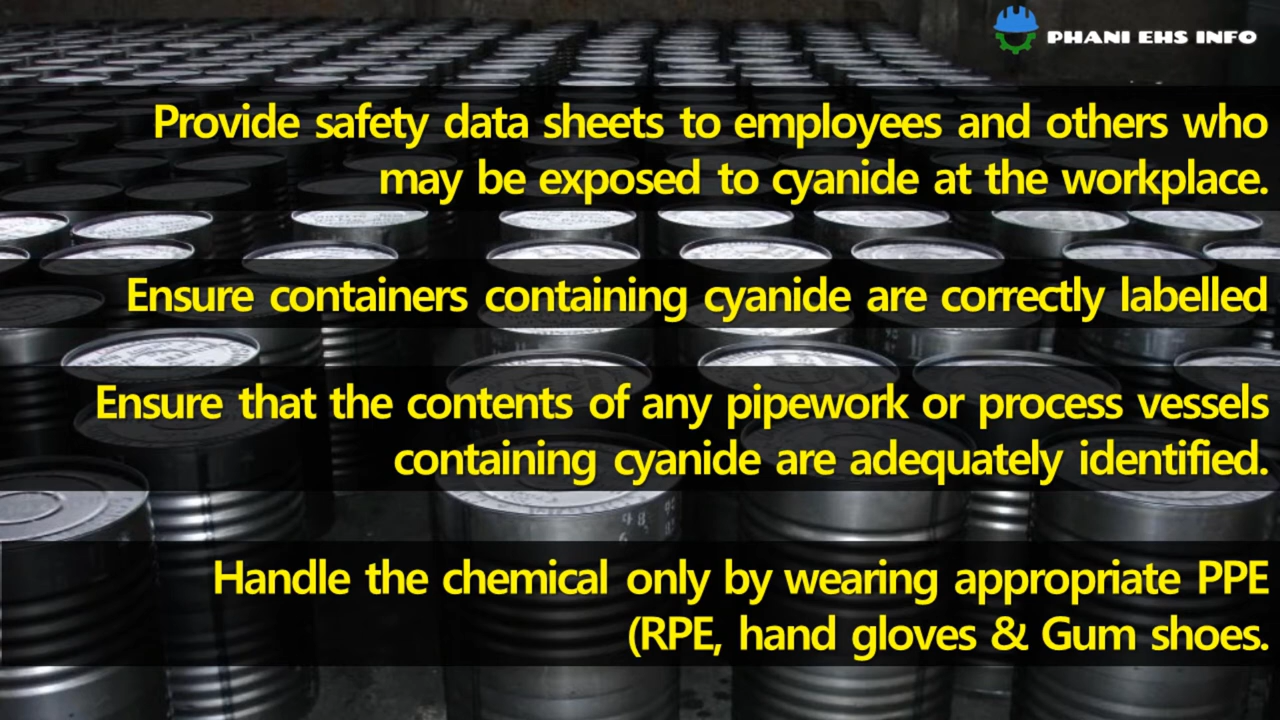 PHANI EHS INFO
Provide safety data sheets to employees and others who
may be exposed to cyanide at the workplace.
Ensure containers containing cyanide are correctly labelled
Ensure that the contents of any pipework or process vessels
containing cyanide are adequately identified.
Handle the chemical only by wearing appropriate PPE
(RPE, hand gloves & Gum shoes.